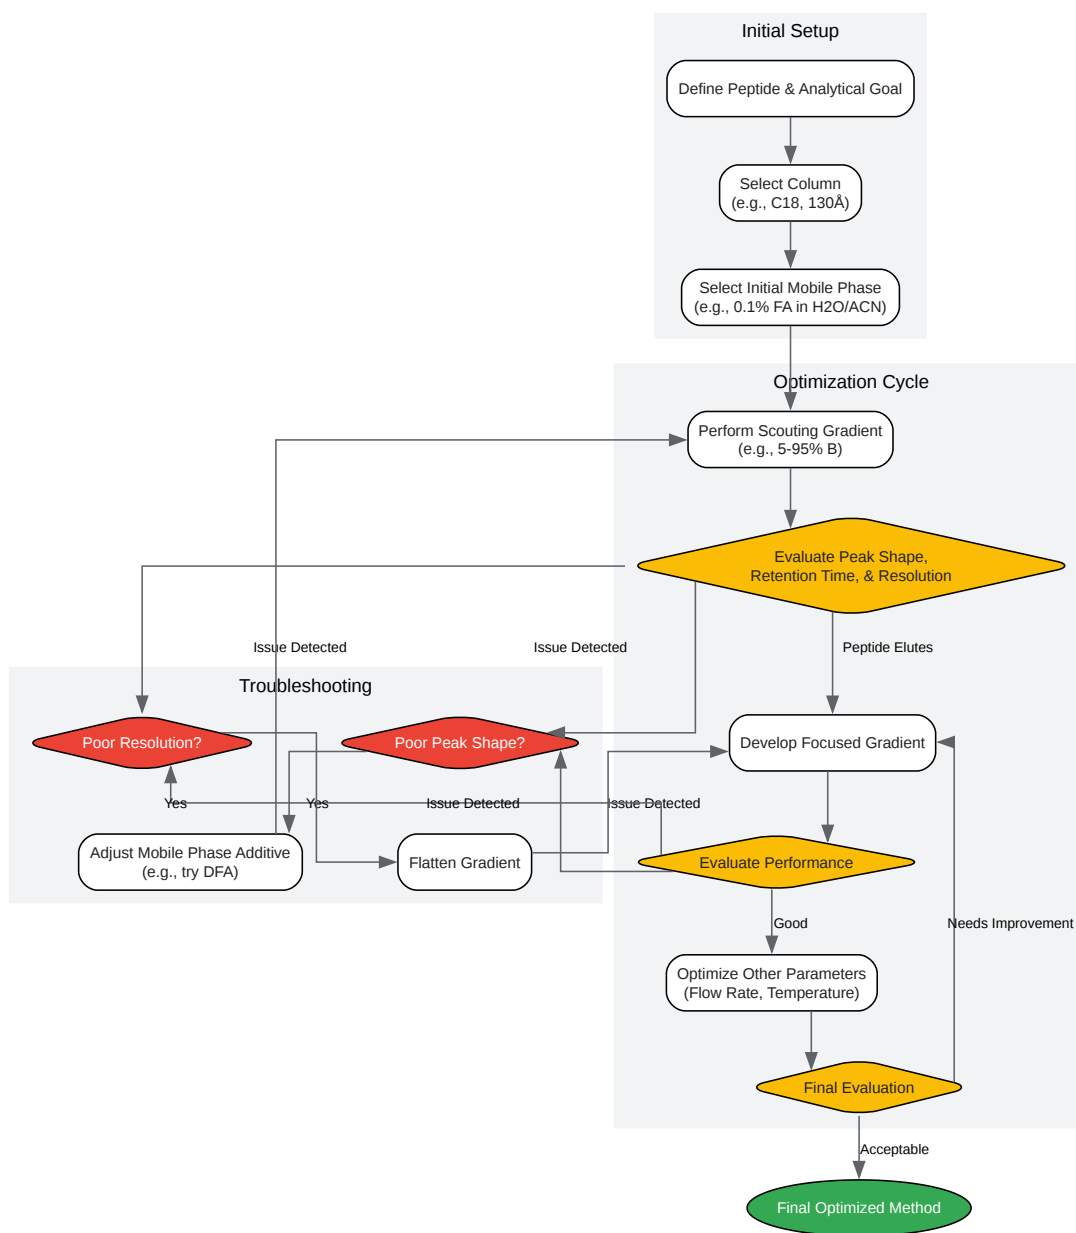 Initial Setup
Define Peptide & Analytical Goal
Select Column
(e.g., C18, 130Å)
Select Initial Mobile Phase
(e.g., 0.1% FA in H2O/ACN)
Optimization Cycle
Perform Scouting Gradient
(e.g., 5-95% B)
Evaluate Peak Shape,
Retention Time, & Resolution
Issue Detected
Issue Detected
Peptide Elutes
Troubleshooting
Poor Resolution?
Poor Peak Shape?
Develop Focused Gradient
Yes
Yes
Issue Detected
Issue Detected
Adjust Mobile Phase Additive
(e.g., try DFA)
Flatten Gradient
Evaluate Performance
Good
Needs Improvement
Optimize Other Parameters
(Flow Rate, Temperature)
Final Evaluation
Acceptable
Final Optimized Method